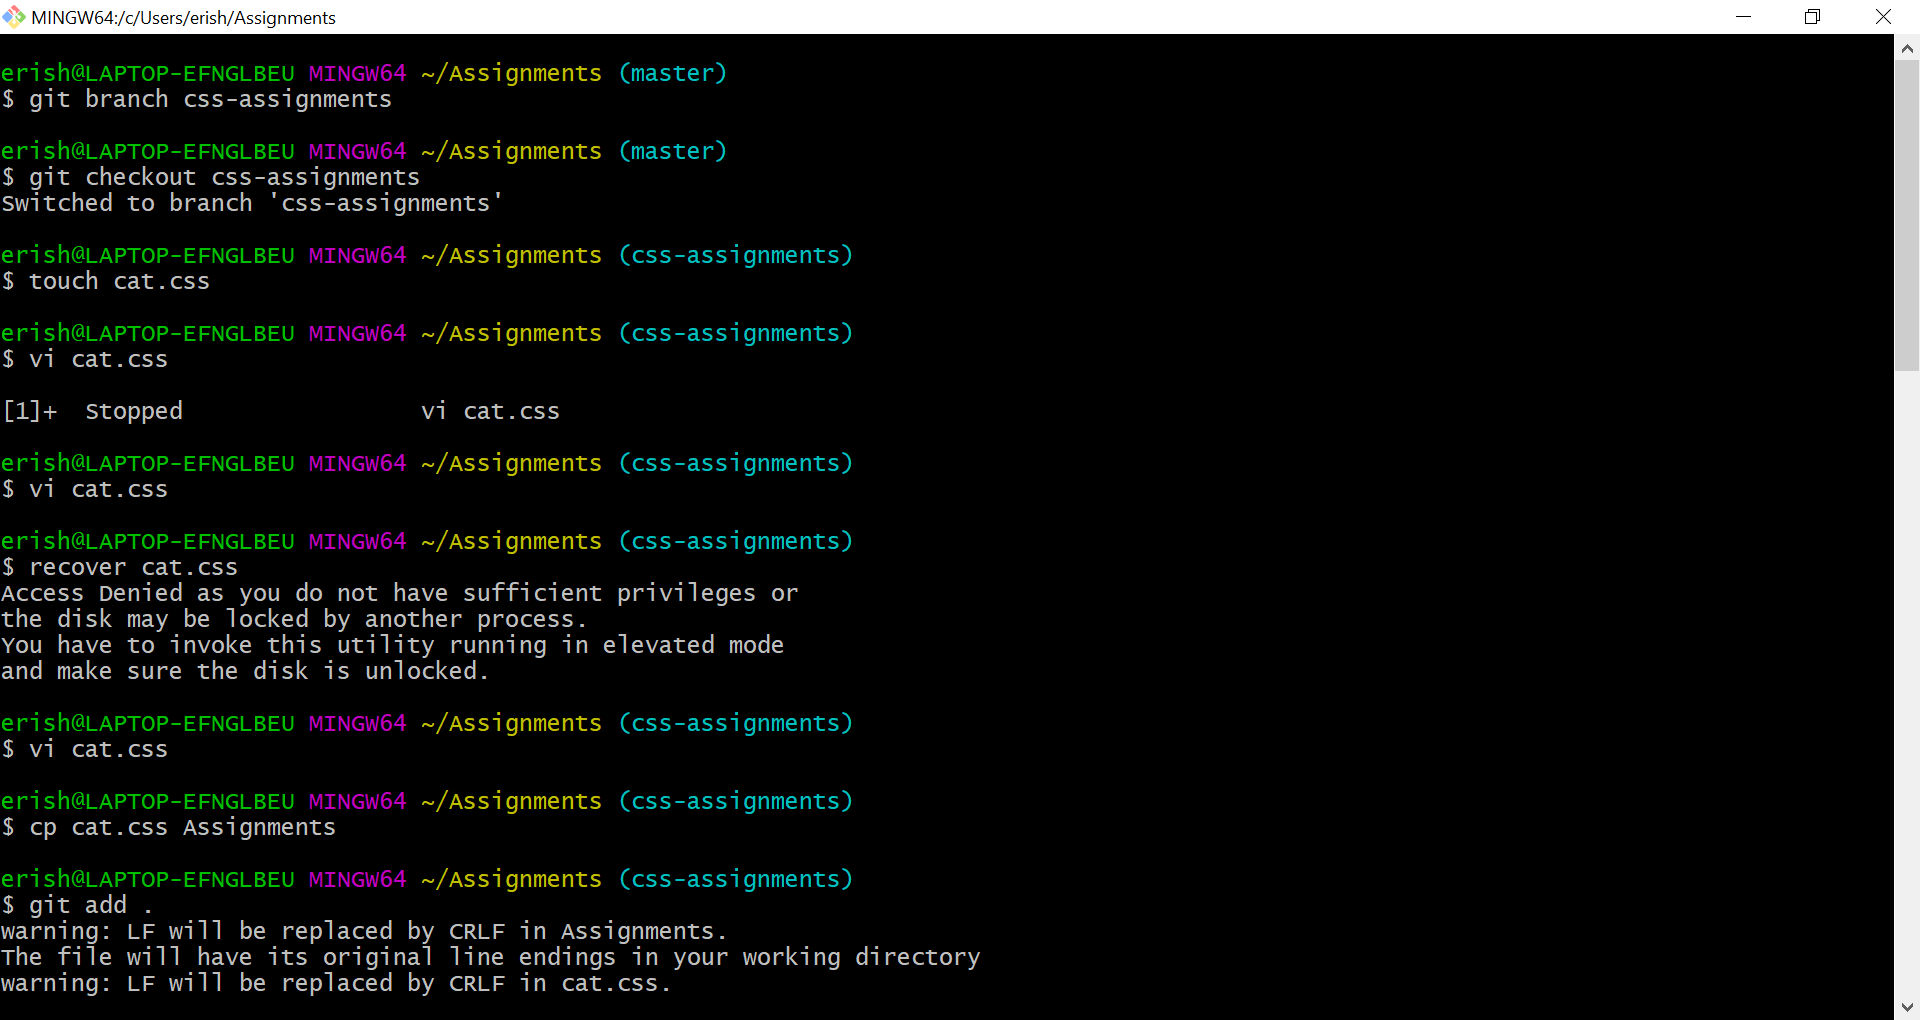 MINGW64:/c/Users/erish/Assignments
erish@LAPTOP-EFNGLBEU MINGW64 ~/Assignments (master)
$ git branch css-assignments
erish@LAPTOP-EFNGLBEU MINGW64 ~/Assignments (master)
$ git checkout css-assignments
Switched to branch 'css-assignments'
erish@LAPTOP-EFNGLBEU MINGW64 ~/Assignments (css-assignments)
$ touch cat.css
erish@LAPTOP-EFNGLBEU MINGW64 ~/Assignments (css-assignments)
$ vi cat.css
[1]+  Stopped                 vi cat.css
erish@LAPTOP-EFNGLBEU MINGW64 ~/Assignments (css-assignments)
$ vi cat.css
erish@LAPTOP-EFNGLBEU MINGW64 ~/Assignments (css-assignments)
$ recover cat.css
Access Denied as you do not have sufficient privileges or
the disk may be locked by another process.
You have to invoke this utility running in elevated mode
and make sure the disk is unlocked.
erish@LAPTOP-EFNGLBEU MINGW64 ~/Assignments (css-assignments)
$ vi cat.css
erish@LAPTOP-EFNGLBEU MINGW64 ~/Assignments (css-assignments)
$ cp cat.css Assignments
erish@LAPTOP-EFNGLBEU MINGW64 ~/Assignments (css-assignments)
$ git add .
warning: LF will be replaced by CRLF in Assignments.
The file will have its original line endings in your working directory
warning: LF will be replaced by CRLF in cat.css.